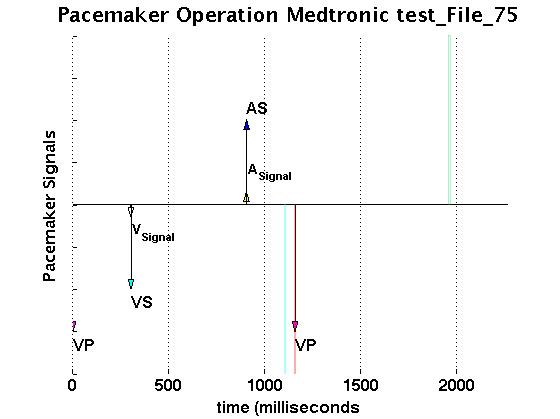 Pacemaker Operation Medtronic test_File_75
Pacemaker Signals
AS
A Signal
V Signal
VS
VP
VP
0 500 1000 1500 2000
time (milliseconds